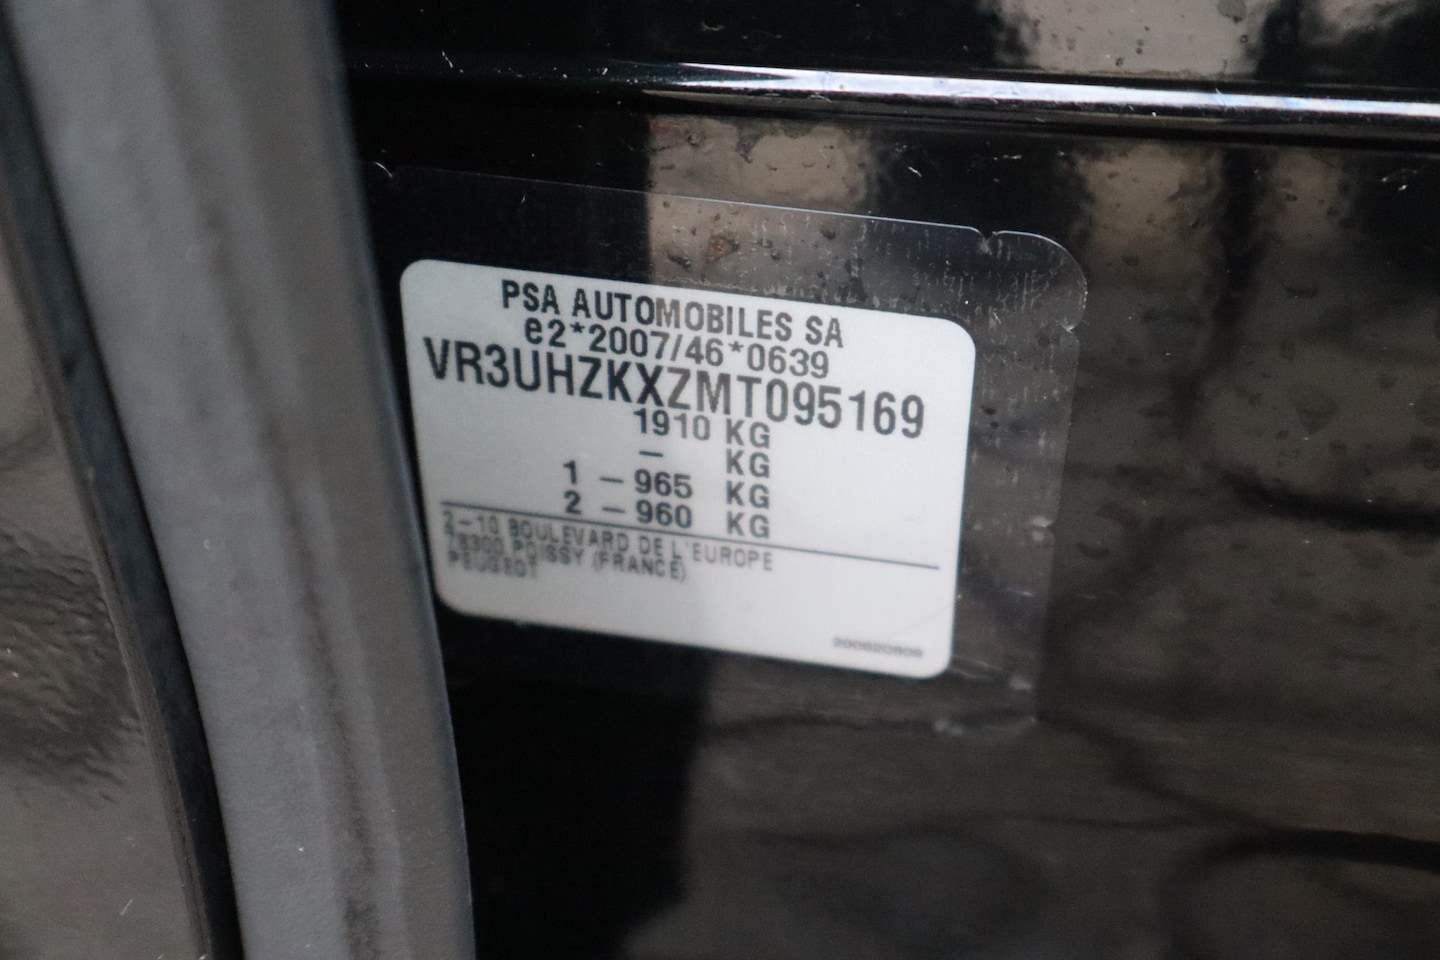 PSA AUTOMOBILES SA
e2*2007/46*0639
VR3UHZKXZMT095169
1910 KG
– KG
1 – 965 KG
2 – 960 KG
2-10 BOULEVARD DE L'EUROPE
78300 POISSY (FRANCE)
PEUGEOT